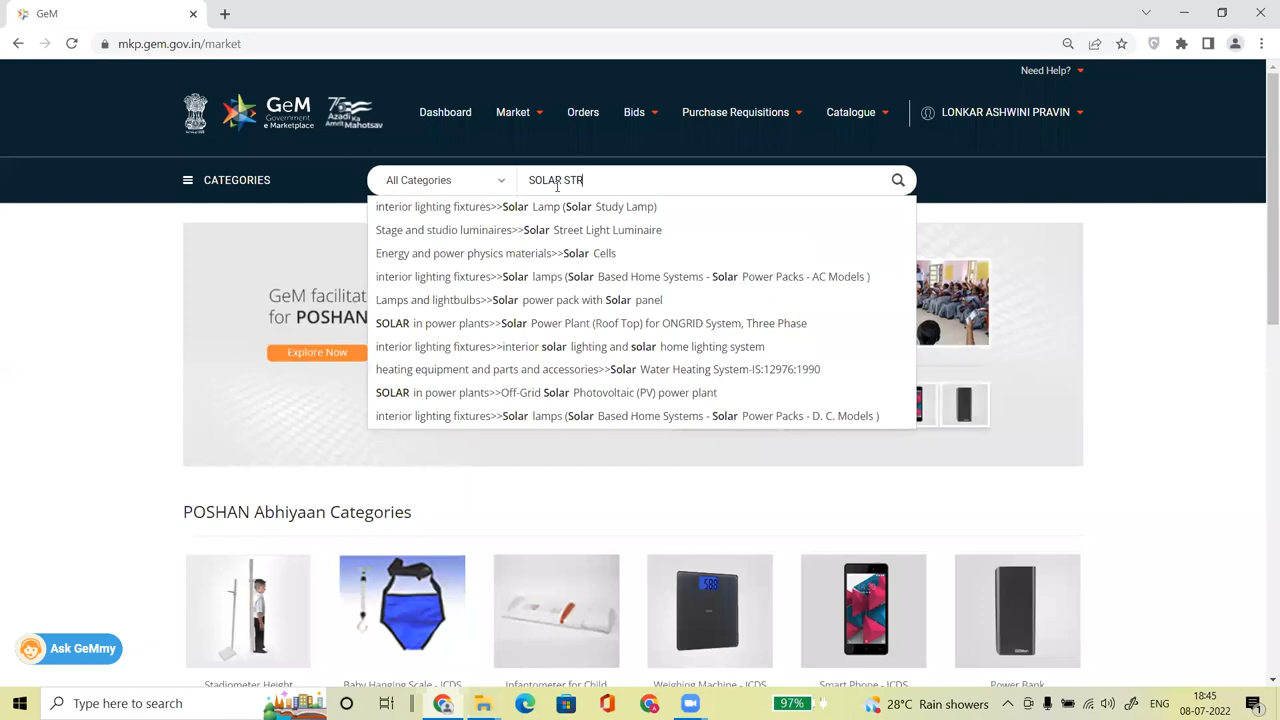 GeM
mkp.gem.gov.in/market
Need Help?
GeM
Government
e Marketplace
75
Azadi Ka
Amrit Mahotsav
Dashboard
Market
Orders
Bids
Purchase Requisitions
Catalogue
LONKAR ASHWINI PRAVIN
CATEGORIES
All Categories
SOLAR STR
interior lighting fixtures>>Solar Lamp (Solar Study Lamp)
Stage and studio luminaires>>Solar Street Light Luminaire
Energy and power physics materials>>Solar Cells
interior lighting fixtures>>Solar lamps (Solar Based Home Systems - Solar Power Packs - AC Models )
Lamps and lightbulbs>>Solar power pack with Solar panel
SOLAR in power plants>>Solar Power Plant (Roof Top) for ONGRID System, Three Phase
interior lighting fixtures>>interior solar lighting and solar home lighting system
heating equipment and parts and accessories>>Solar Water Heating System-IS:12976:1990
SOLAR in power plants>>Off-Grid Solar Photovoltaic (PV) power plant
interior lighting fixtures>>Solar lamps (Solar Based Home Systems - Solar Power Packs - D. C. Models )
GeM facilitat
for POSHAN
Explore Now
POSHAN Abhiyaan Categories
Stadiometer Height
Baby Hanging Scale - ICDS
Infantometer for Child
Weighing Machine - ICDS
Smart Phone - ICDS
Power Bank
Ask GeMmy
Type here to search
97%
28°C Rain showers
ENG
18:45
08-07-2022
1